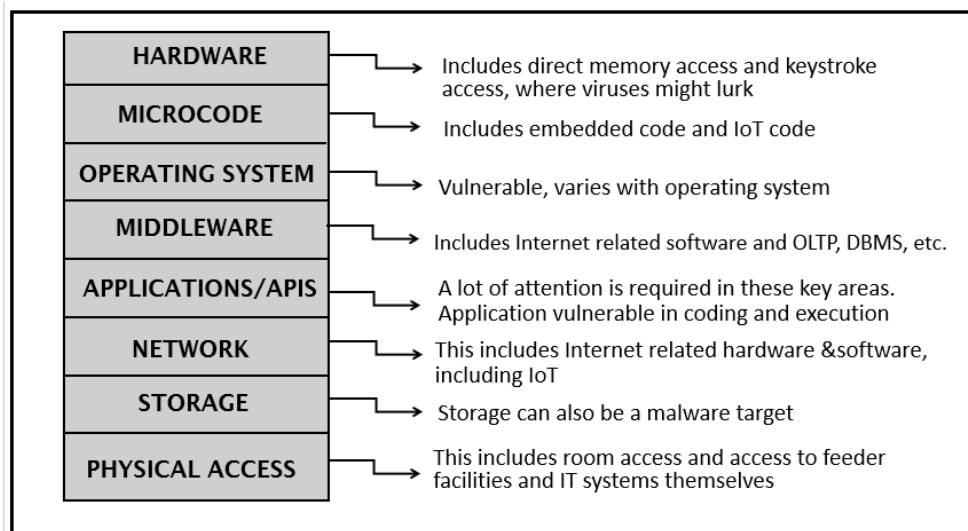 HARDWARE
Includes direct memory access and keystroke
access, where viruses might lurk
MICROCODE
Includes embedded code and IoT code
OPERATING SYSTEM
Vulnerable, varies with operating system
MIDDLEWARE
Includes Internet related software and OLTP, DBMS, etc.
APPLICATIONS/APIS
A lot of attention is required in these key areas.
Application vulnerable in coding and execution
NETWORK
This includes Internet related hardware &software,
including IoT
STORAGE
Storage can also be a malware target
PHYSICAL ACCESS
This includes room access and access to feeder
facilities and IT systems themselves